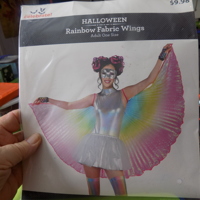 $9.98
HALLOWEEN
Rainbow Fabric Wings
Adult One Size